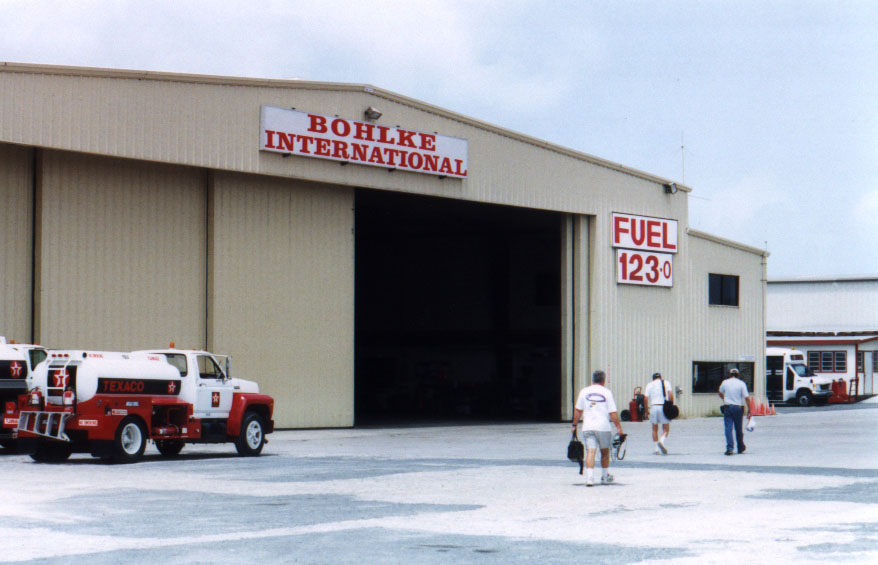 BOHLKE
INTERNATIONAL
FUEL
123.0
TEXACO